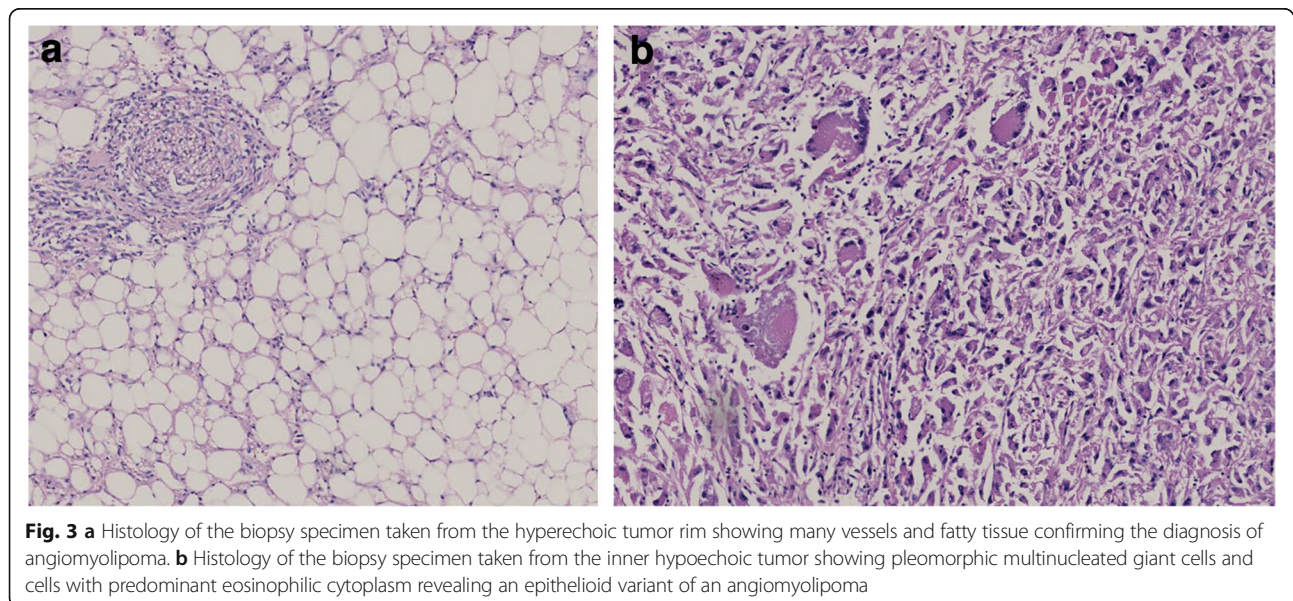 a
b
Fig. 3 a Histology of the biopsy specimen taken from the hyperechoic tumor rim showing many vessels and fatty tissue confirming the diagnosis of
angiomyolipoma. b Histology of the biopsy specimen taken from the inner hypoechoic tumor showing pleomorphic multinucleated giant cells and
cells with predominant eosinophilic cytoplasm revealing an epithelioid variant of an angiomyolipoma